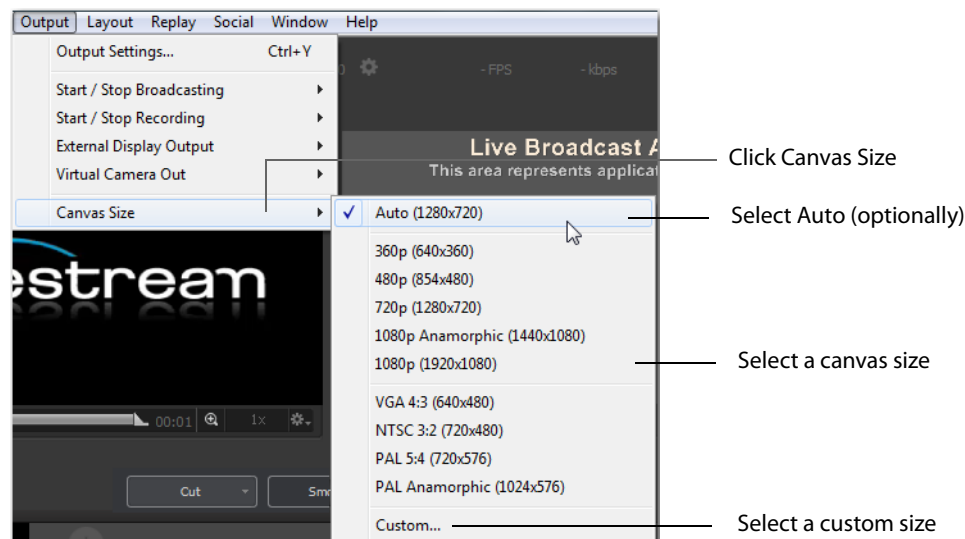 Output Layout Replay Social Window Help
Output Settings... Ctrl+Y
Start / Stop Broadcasting
Start / Stop Recording
External Display Output
Virtual Camera Out
Canvas Size
- FPS - kbps
Live Broadcast
This area represents
Click Canvas Size
✓ Auto (1280x720)
Select Auto (optionally)
360p (640x360)
480p (854x480)
720p (1280x720)
1080p Anamorphic (1440x1080)
1080p (1920x1080)
Select a canvas size
VGA 4:3 (640x480)
NTSC 3:2 (720x480)
PAL 5:4 (720x576)
PAL Anamorphic (1024x576)
Custom...
Select a custom size
estream
00:01 1x
Cut